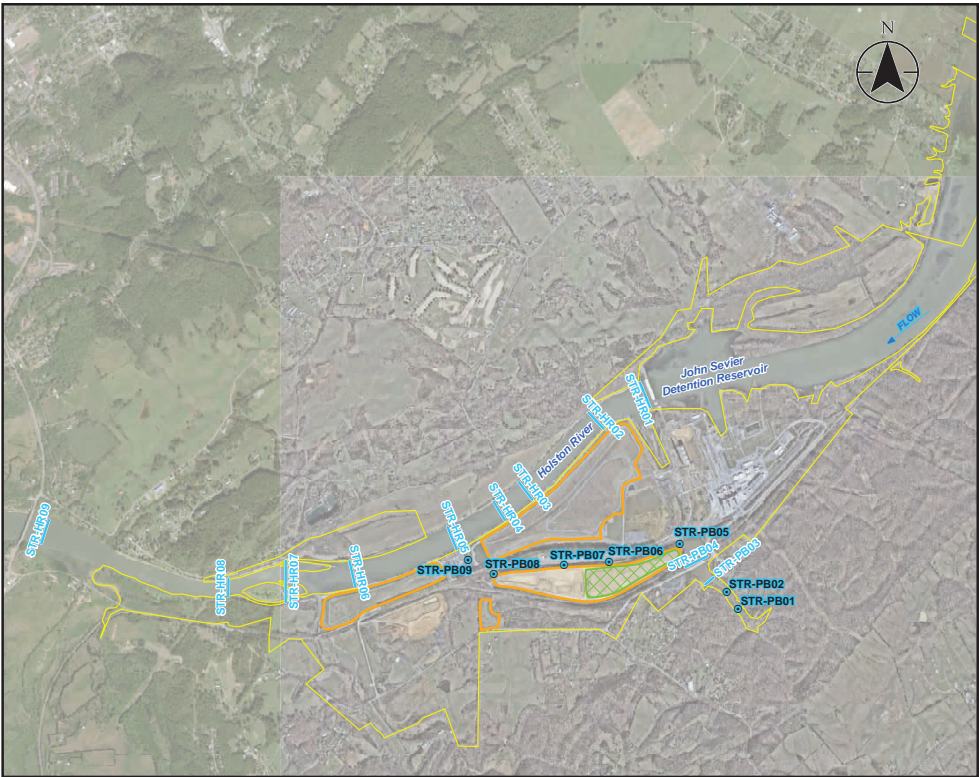 N
FLOW
John Sevier
Detention Reservoir
STR-HR01
STR-HR02
Holston River
STR-HR03
STR-HR04
STR-HR09
STR-HR05
STR-PB05
STR-PB04
STR-PB03
STR-PB07
STR-PB06
STR-PB09
STR-PB08
STR-HR08
STR-HR07
STR-HR06
STR-PB02
STR-PB01